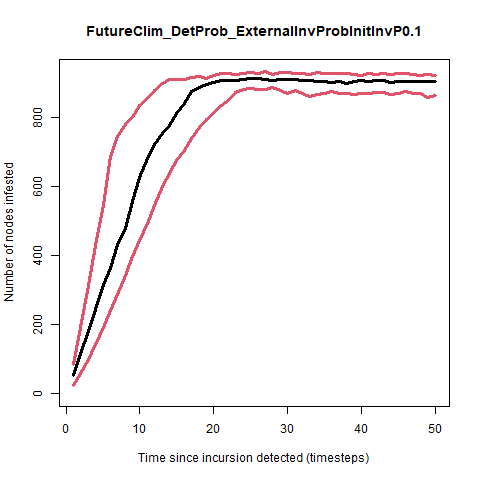 FutureClim_DetProb_ExternalInvProbInitInvP0.1
Number of nodes infested
800
600
400
200
0
0 10 20 30 40 50
Time since incursion detected (timesteps)